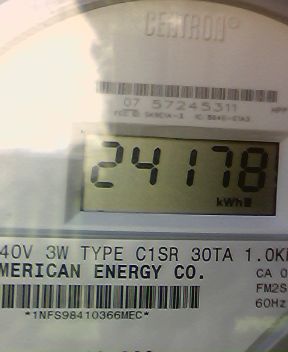 CENTRON®
07 57245311
24178
kWh
40V 3W TYPE C1SR 30TA 1.0K
MERICAN ENERGY CO.
CA 0
FM2S
60Hz
*1NFS98410366MEC*